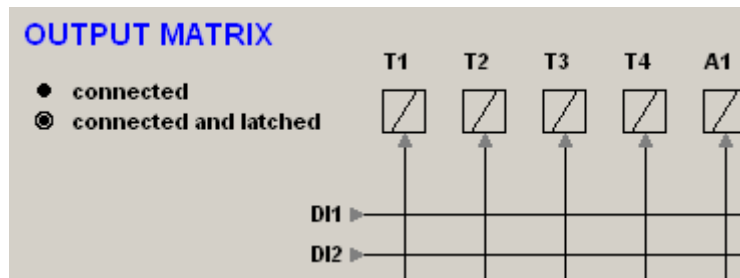 OUTPUT MATRIX
T1 T2 T3 T4 A1
connected
connected and latched
DI1
DI2